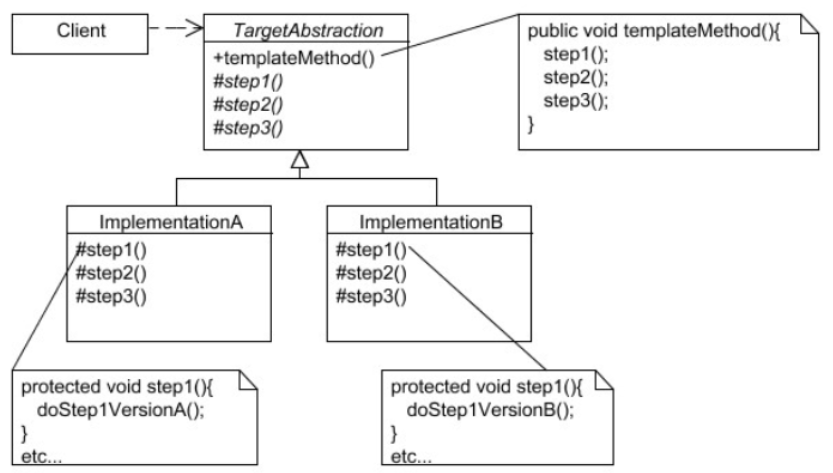 Client
TargetAbstraction
+templateMethod()
#step1()
#step2()
#step3()
public void templateMethod(){
step1();
step2();
step3();
}
ImplementationA
#step1()
#step2()
#step3()
ImplementationB
#step1()
#step2()
#step3()
protected void step1(){
doStep1VersionA();
}
etc...
protected void step1(){
doStep1VersionB();
}
etc...